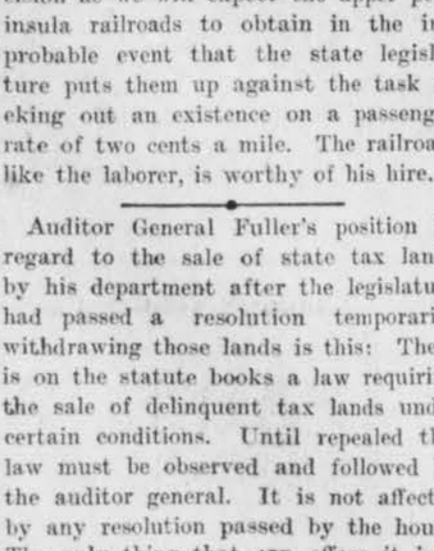 insula railroads to obtain in the i
probable event that the state legisl
ture puts them up against the task
eking out an existence on a passeng
rate of two cents a mile. The railroa
like the laborer, is worthy of his hire.
Auditor General Fuller's position
regard to the sale of state tax lan
by his department after the legislatu
had passed a resolution temporari
withdrawing those lands is this: The
is on the statute books a law requiri
the sale of delinquent tax lands und
certain conditions. Until repealed t
law must be observed and followed
the auditor general. It is not affect
by any resolution passed by the hou